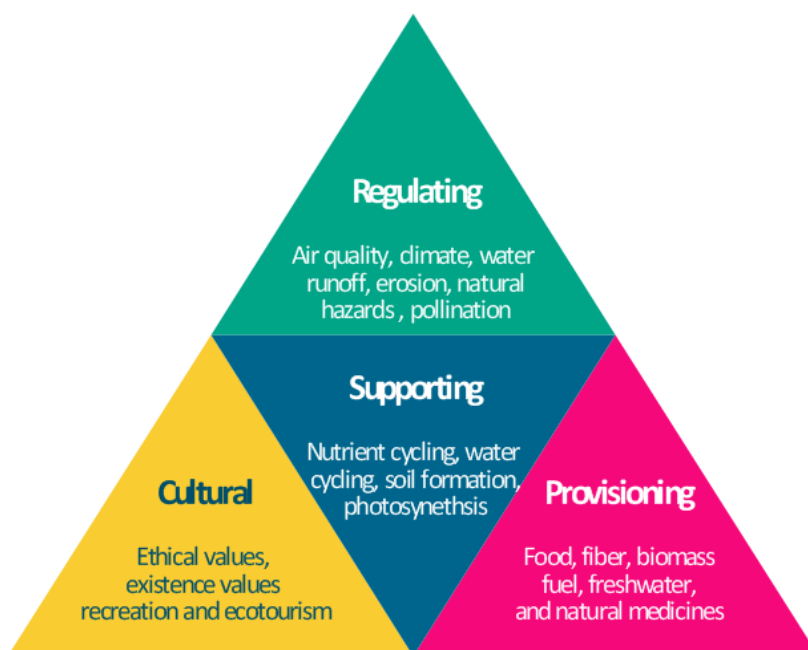 Regulating
Air quality, climate, water
runoff, erosion, natural
hazards , pollination
Supporting
Nutrient cycling, water
cycling, soil formation,
photosynethsis
Cultural
Ethical values,
existence values
recreation and ecotourism
Provisioning
Food, fiber, biomass
fuel, freshwater,
and natural medicines